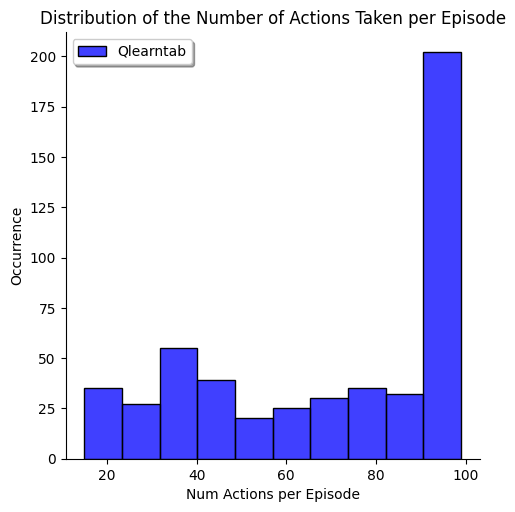 Distribution of the Number of Actions Taken per Episode
Qlearntab
200
175
150
125
100
75
50
25
0
Occurrence
20 40 60 80 100
Num Actions per Episode